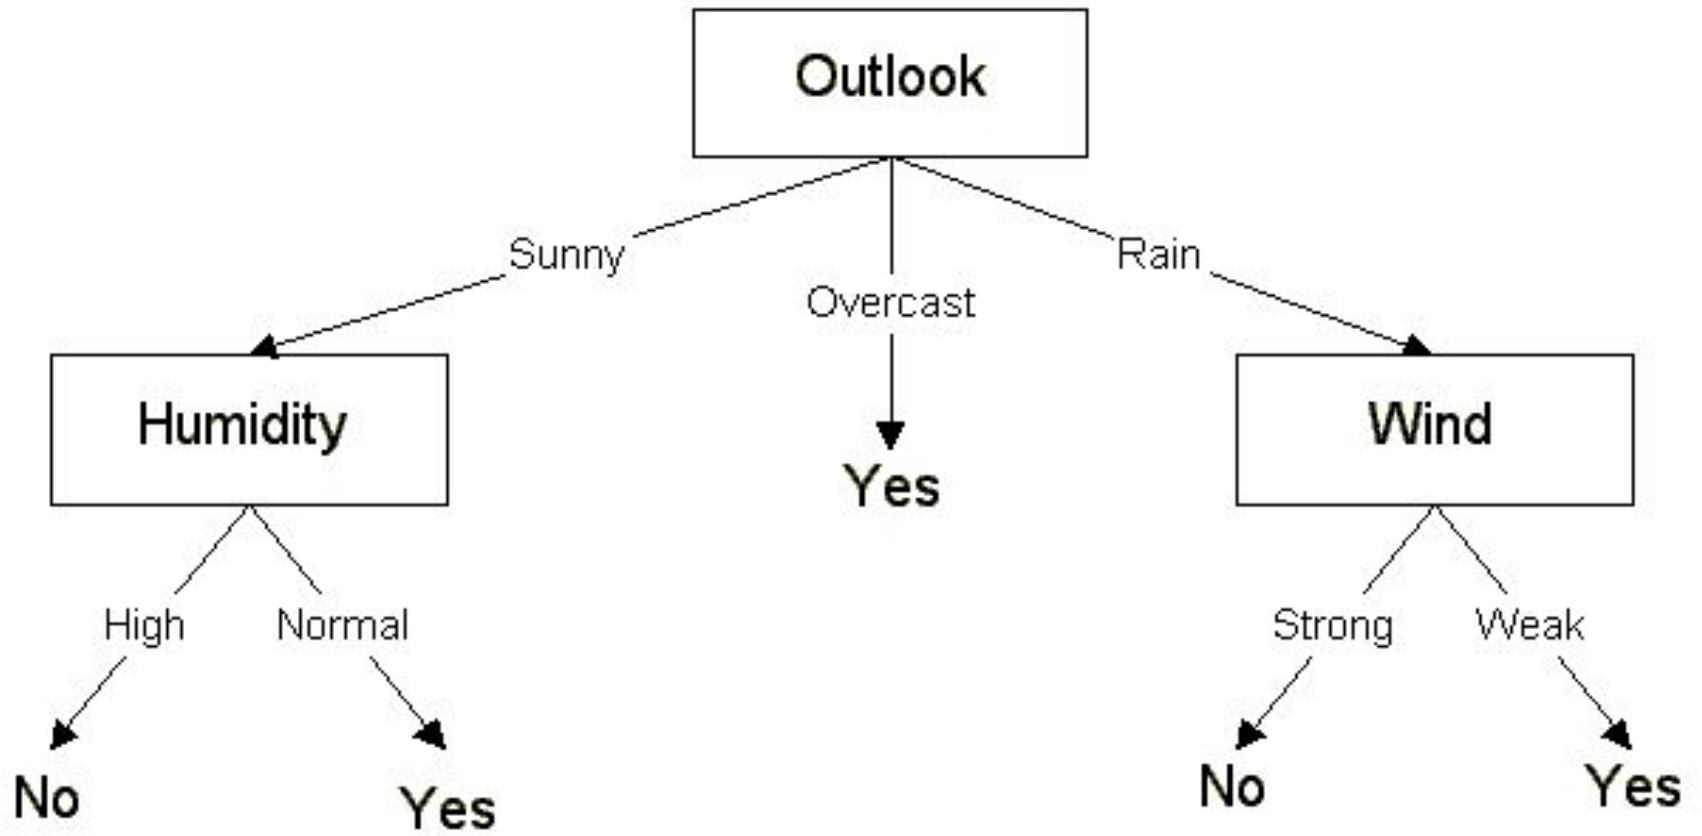 Outlook
Sunny
Overcast
Rain
Humidity
Yes
Wind
High
Normal
Strong
Weak
No
Yes
No
Yes